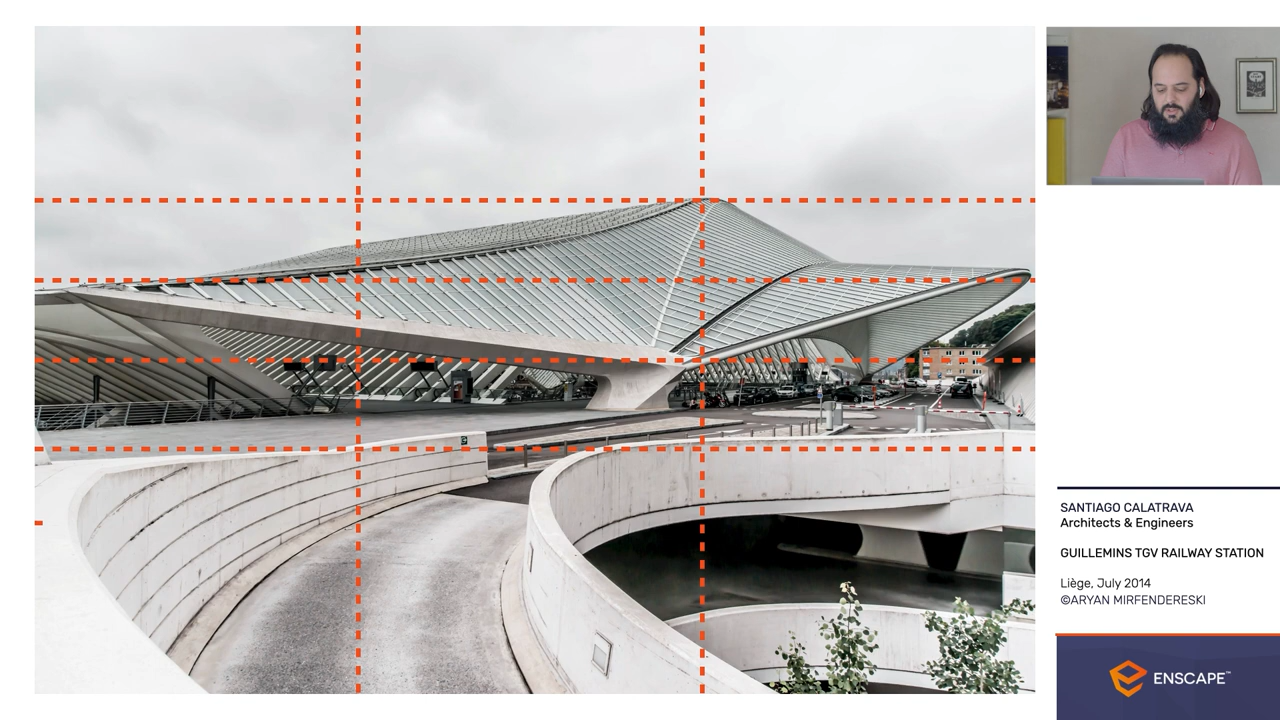 SANTIAGO CALATRAVA
Architects & Engineers
GUILLEMINS TGV RAILWAY STATION
Liège, July 2014
©ARYAN MIRFENDERESKI
ENSCAPE™